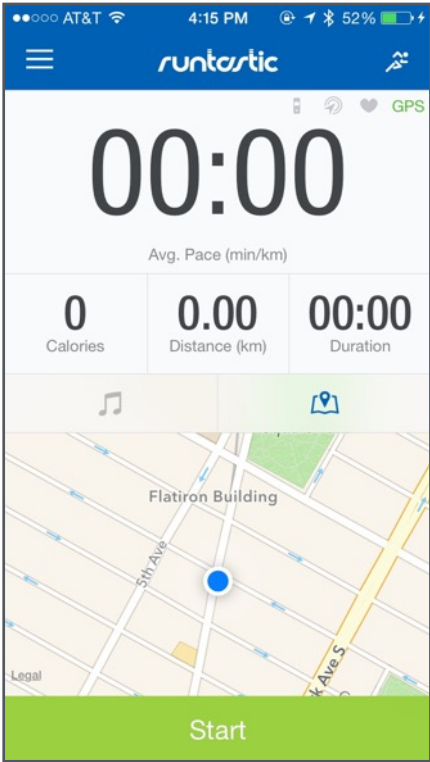 AT&T 4:15 PM 52%
runtastic
GPS
00:00
Avg. Pace (min/km)
0 0.00 00:00
Calories Distance (km) Duration
Flatiron Building
5th Ave
k Ave S
Legal
Start